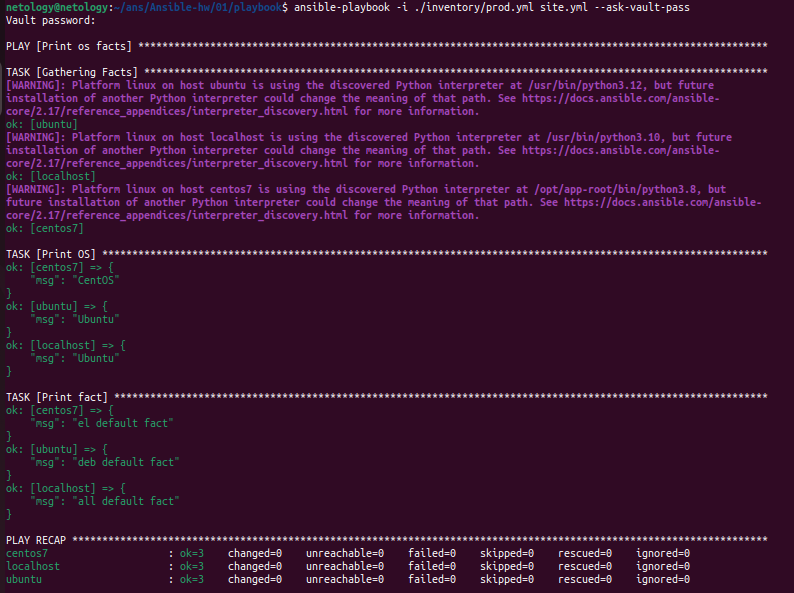 netology@netology:~/ans/Ansible-hw/01/playbook$ ansible-playbook -i ./inventory/prod.yml site.yml --ask-vault-pass
Vault password:

PLAY [Print os facts] *********************************************************************************************************

TASK [Gathering Facts] ********************************************************************************************************
[WARNING]: Platform linux on host ubuntu is using the discovered Python interpreter at /usr/bin/python3.12, but future
installation of another Python interpreter could change the meaning of that path. See https://docs.ansible.com/ansible-
core/2.17/reference_appendices/interpreter_discovery.html for more information.
ok: [ubuntu]
[WARNING]: Platform linux on host localhost is using the discovered Python interpreter at /usr/bin/python3.10, but future
installation of another Python interpreter could change the meaning of that path. See https://docs.ansible.com/ansible-
core/2.17/reference_appendices/interpreter_discovery.html for more information.
ok: [localhost]
[WARNING]: Platform linux on host centos7 is using the discovered Python interpreter at /opt/app-root/bin/python3.8, but
future installation of another Python interpreter could change the meaning of that path. See https://docs.ansible.com/ansible-
core/2.17/reference_appendices/interpreter_discovery.html for more information.
ok: [centos7]

TASK [Print OS] ***************************************************************************************************************
ok: [centos7] => {
    "msg": "CentOS"
}
ok: [ubuntu] => {
    "msg": "Ubuntu"
}
ok: [localhost] => {
    "msg": "Ubuntu"
}

TASK [Print fact] *************************************************************************************************************
ok: [centos7] => {
    "msg": "el default fact"
}
ok: [ubuntu] => {
    "msg": "deb default fact"
}
ok: [localhost] => {
    "msg": "all default fact"
}

PLAY RECAP ********************************************************************************************************************
centos7                    : ok=3    changed=0    unreachable=0    failed=0    skipped=0    rescued=0    ignored=0
localhost                  : ok=3    changed=0    unreachable=0    failed=0    skipped=0    rescued=0    ignored=0
ubuntu                     : ok=3    changed=0    unreachable=0    failed=0    skipped=0    rescued=0    ignored=0